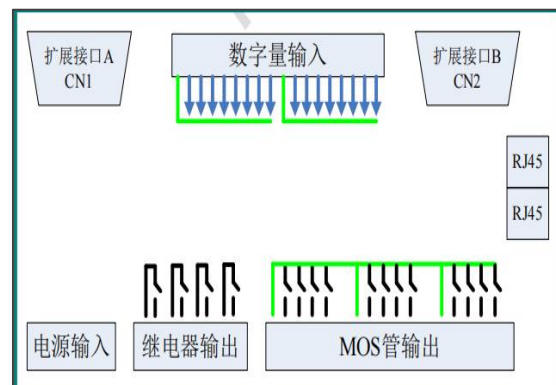 扩展接口A
CN1
数字量输入
扩展接口B
CN2
RJ45
RJ45
电源输入
继电器输出
MOS管输出